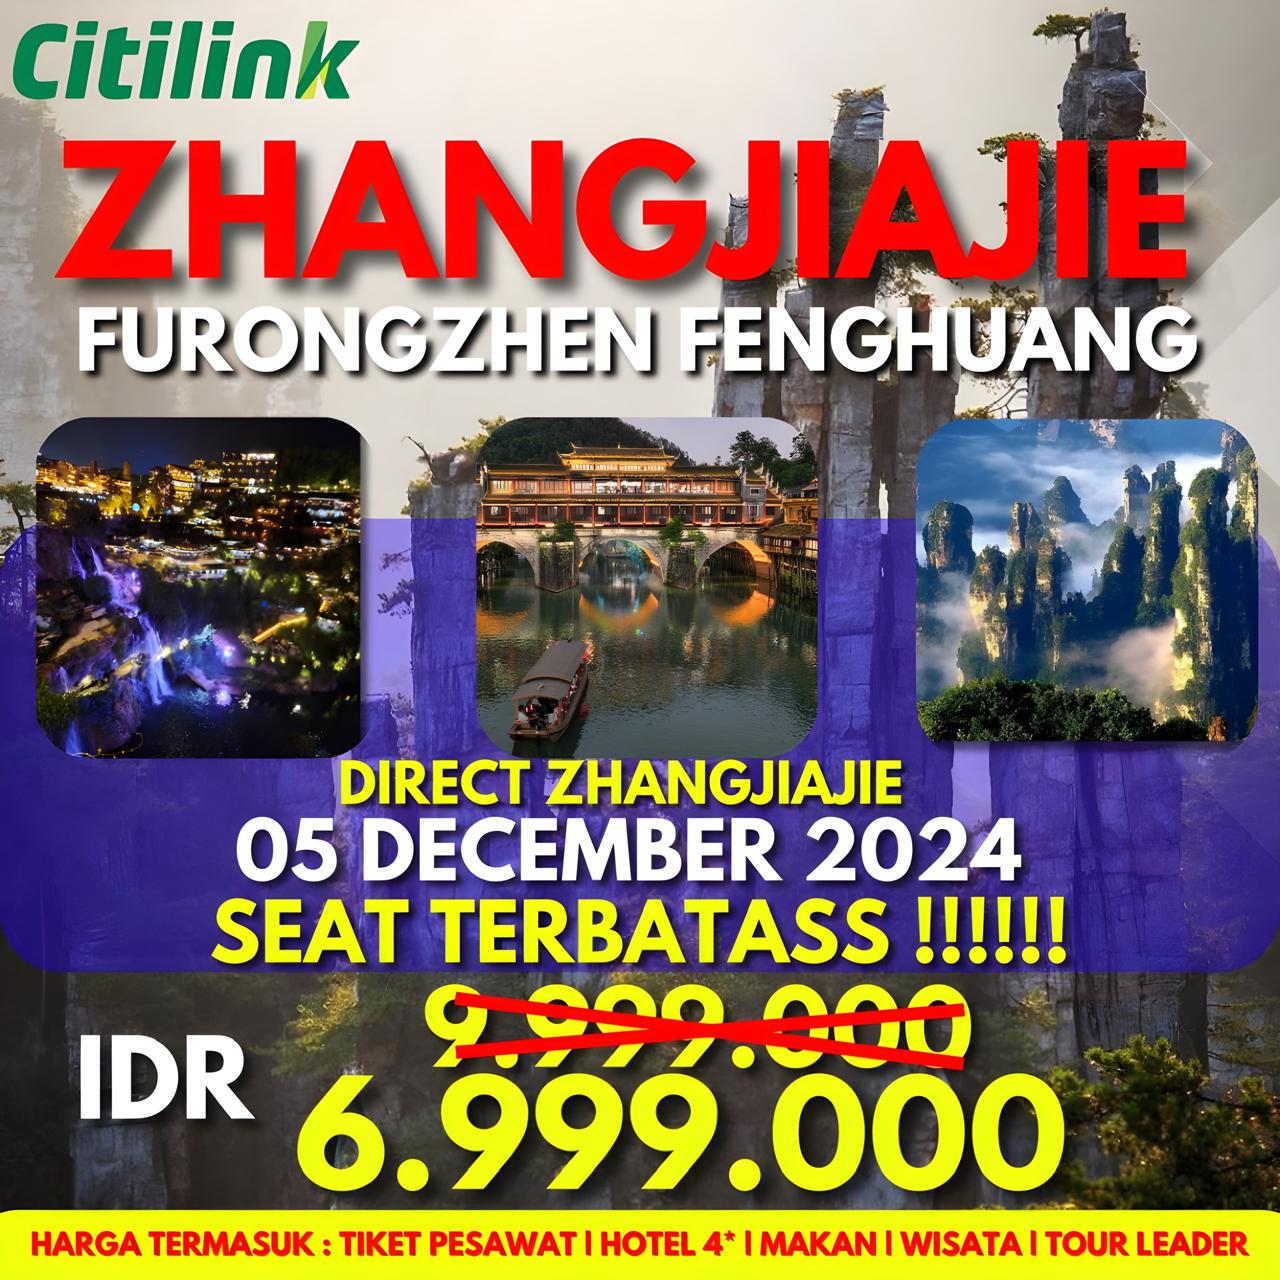 Citilink
ZHANGJIAJIE
FURONGZHEN FENGHUANG
DIRECT ZHANGJIAJIE
05 DECEMBER 2024
SEAT TERBATASS !!!!!!
9.999.000
IDR
6.999.000
HARGA TERMASUK : TIKET PESAWAT | HOTEL 4* | MAKAN | WISATA | TOUR LEADER